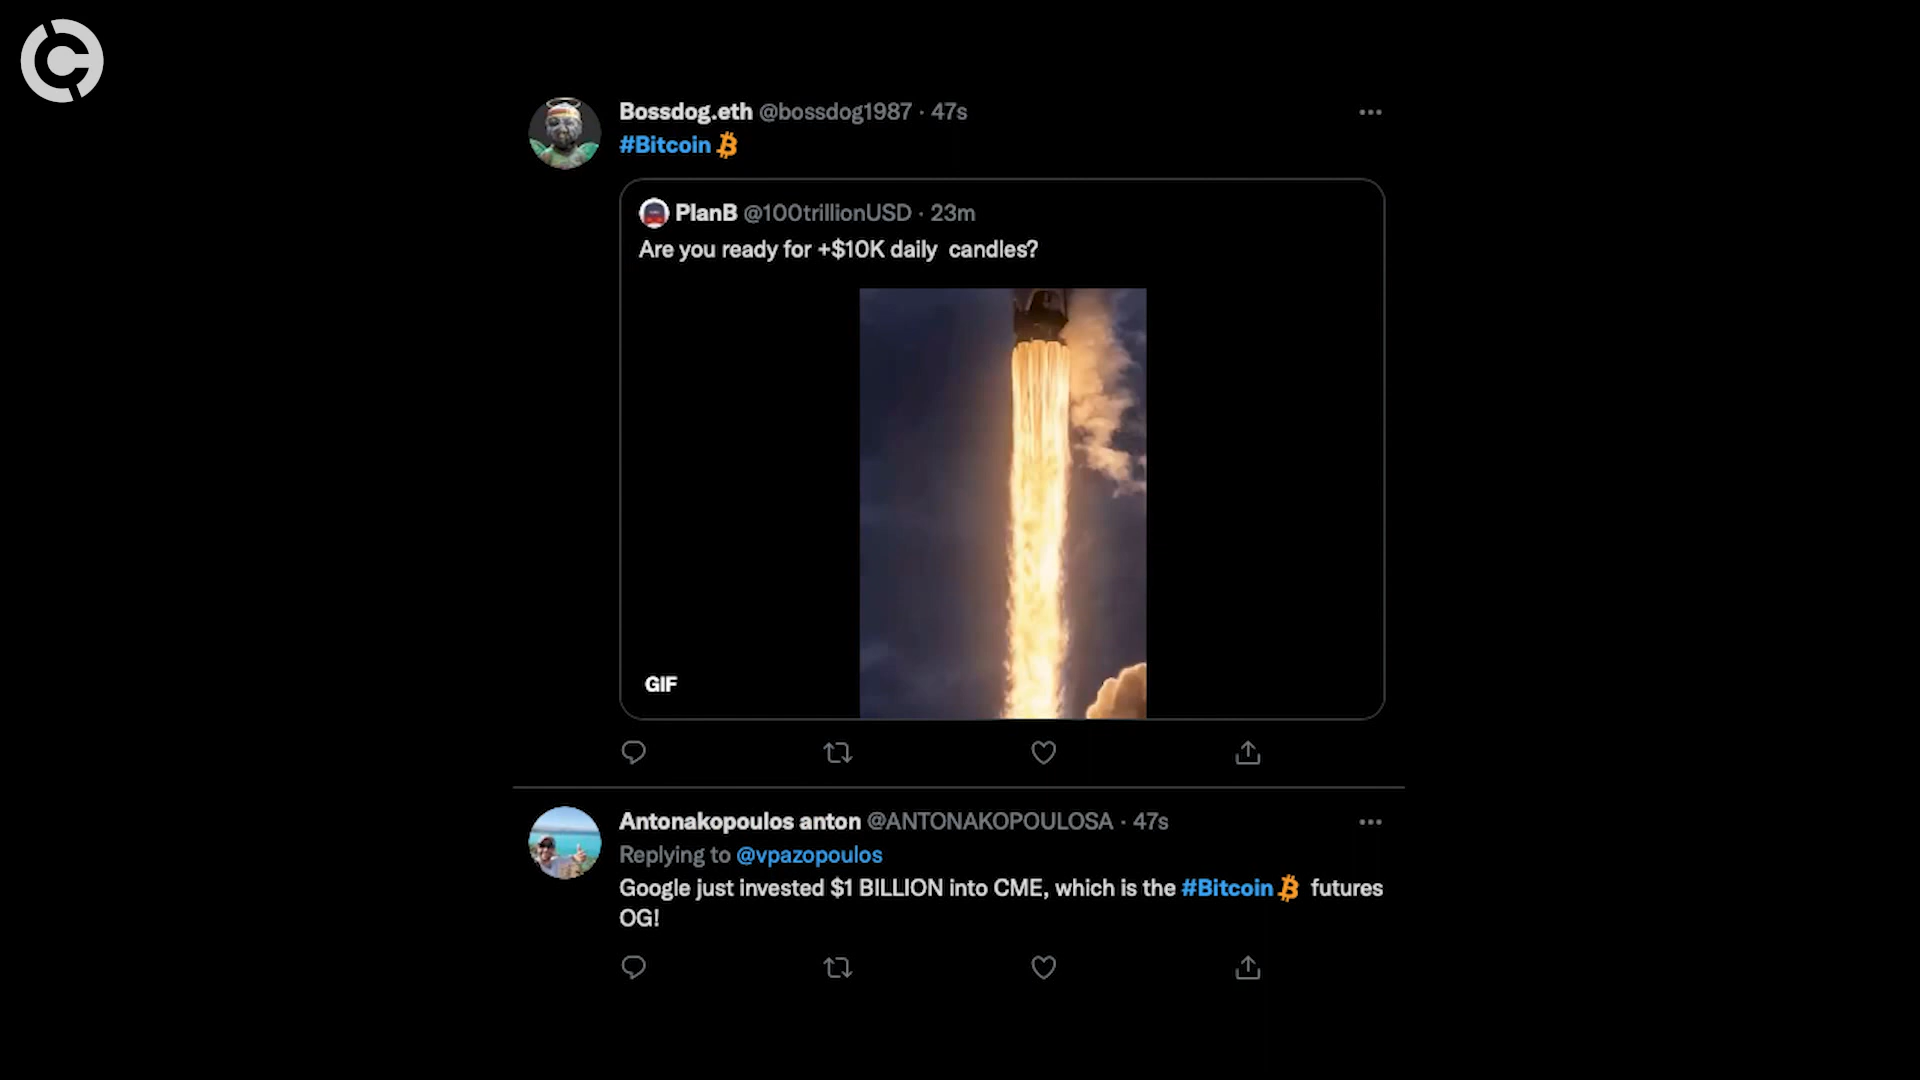 Bossdog.eth @bossdog1987 · 47s
#Bitcoin
PlanB @100trillionUSD · 23m
Are you ready for +$10K daily candles?
GIF
Antonakopoulos anton @ANTONAKOPOULOSA · 47s
Replying to @vpazopoulos
Google just invested $1 BILLION into CME, which is the #Bitcoin futures
OG!